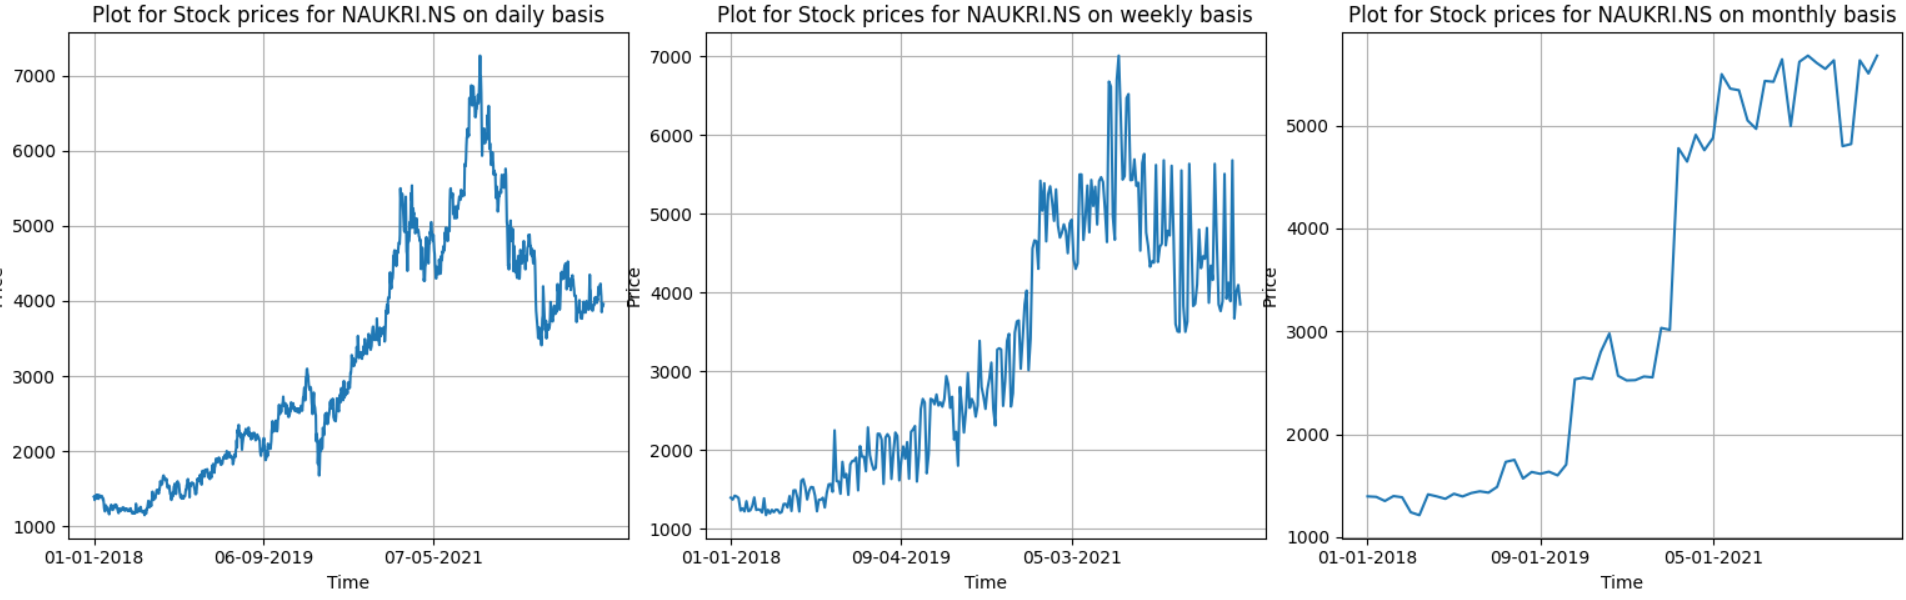 Plot for Stock prices for NAUKRI.NS on daily basis
7000
6000
5000
4000
3000
2000
1000
01-01-2018 06-09-2019 07-05-2021
Time
Plot for Stock prices for NAUKRI.NS on weekly basis
Price
7000
6000
5000
4000
3000
2000
1000
01-01-2018 09-04-2019 05-03-2021
Time
Plot for Stock prices for NAUKRI.NS on monthly basis
Price
5000
4000
3000
2000
1000
01-01-2018 09-01-2019 05-01-2021
Time